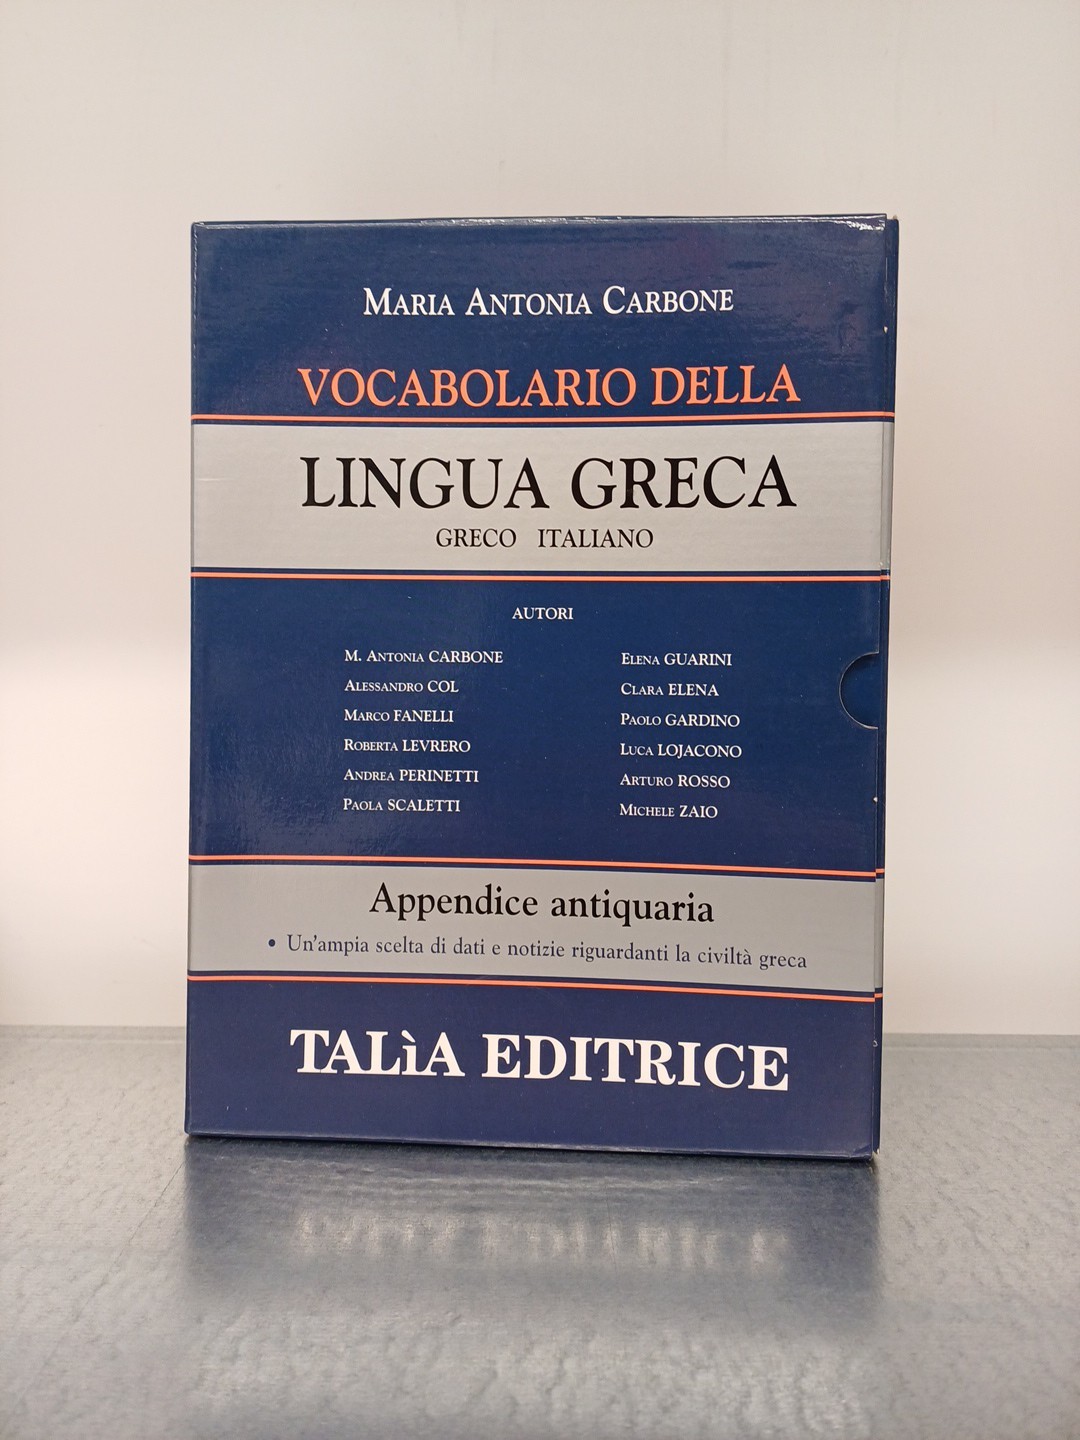 MARIA ANTONIA CARBONE
VOCABOLARIO DELLA
LINGUA GRECA
GRECO ITALIANO
AUTORI
M. ANTONIA CARBONE
ALESSANDRO COL
MARCO FANELLI
ROBERTA LEVRERO
ANDREA PERINETTI
PAOLA SCALETTI
ELENA GUARINI
CLARA ELENA
PAOLO GARDINO
LUCA LOJACONO
ARTURO ROSSO
MICHELE ZAIO
Appendice antiquaria
• Un'ampia scelta di dati e notizie riguardanti la civiltà greca
TALìA EDITRICE